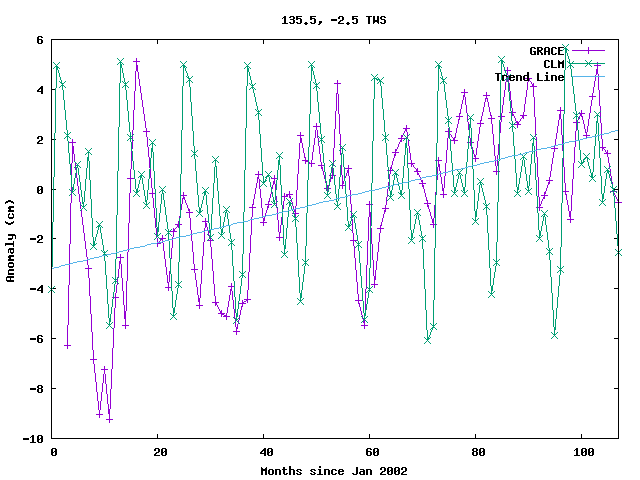 135.5, -2.5 TWS
GRACE
CLM
Trend Line
6
4
2
0
-2
-4
-6
-8
-10
Anomaly (cm)
0 20 40 60 80 100
Months since Jan 2002